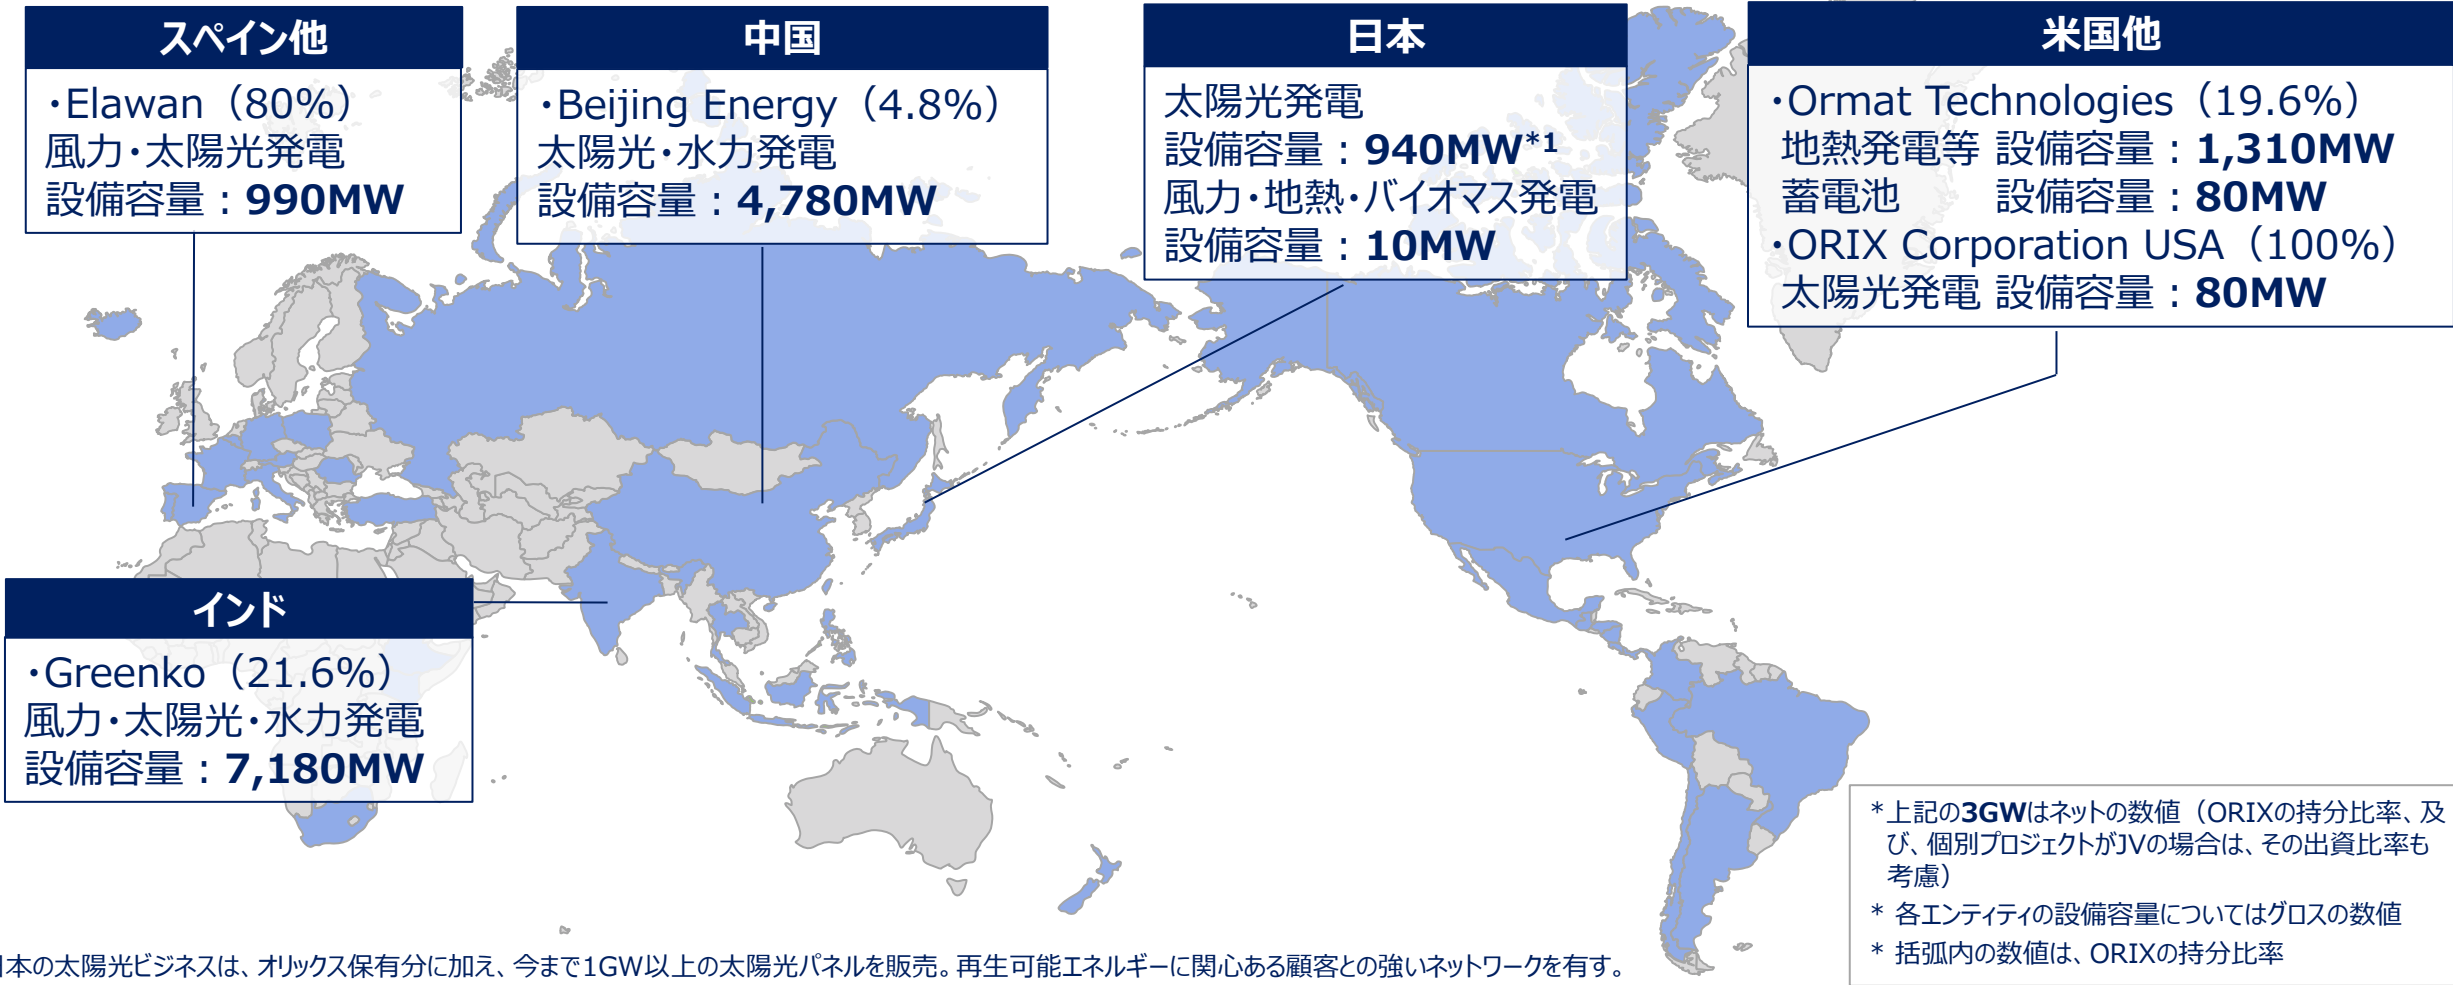 スペイン他
・Elawan（80%）
風力・太陽光発電
設備容量：990MW
中国
・Beijing Energy（4.8%）
太陽光・水力発電
設備容量：4,780MW
日本
太陽光発電
設備容量：940MW*1
風力・地熱・バイオマス発電
設備容量：10MW
米国他
・Ormat Technologies（19.6%）
地熱発電等 設備容量：1,310MW
蓄電池 設備容量：80MW
・ORIX Corporation USA（100%）
太陽光発電 設備容量：80MW
インド
・Greenko（21.6%）
風力・太陽光・水力発電
設備容量：7,180MW
*上記の3GWはネットの数値（ORIXの持分比率、及
び、個別プロジェクトがJVの場合は、その出資比率も
考慮）
* 各エンティティの設備容量についてはグロスの数値
* 括弧内の数値は、ORIXの持分比率
本の太陽光ビジネスは、オリックス保有分に加え、今まで1GW以上の太陽光パネルを販売。再生可能エネルギーに関心ある顧客との強いネットワークを有す。